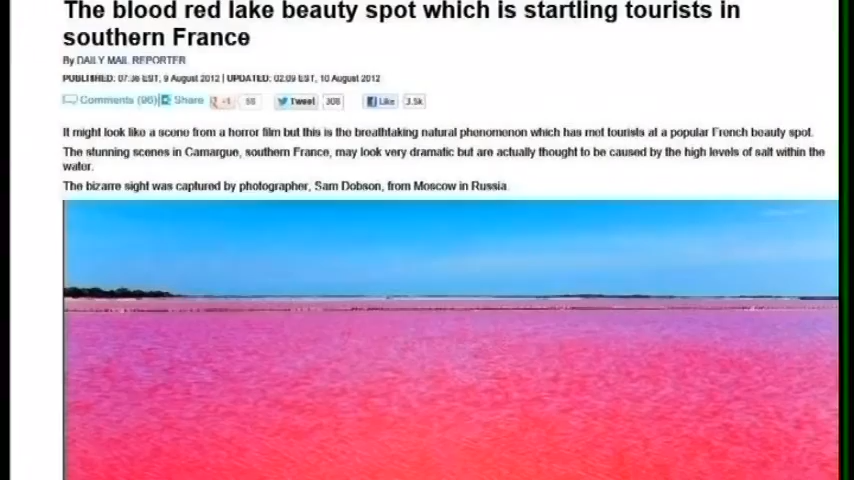 The blood red lake beauty spot which is startling tourists in
southern France
By DAILY MAIL REPORTER
PUBLISHED: 07:36 EST, 9 August 2012 | UPDATED: 02:09 EST, 10 August 2012
Comments (96) Share +1 Tweet 308 Like 3.5k
It might look like a scene from a horror film but this is the breathtaking natural phenomenon which has met tourists at a popular French beauty spot.
The stunning scenes in Camargue, southern France, may look very dramatic but are actually thought to be caused by the high levels of salt within the
water.
The bizarre sight was captured by photographer, Sam Dobson, from Moscow in Russia